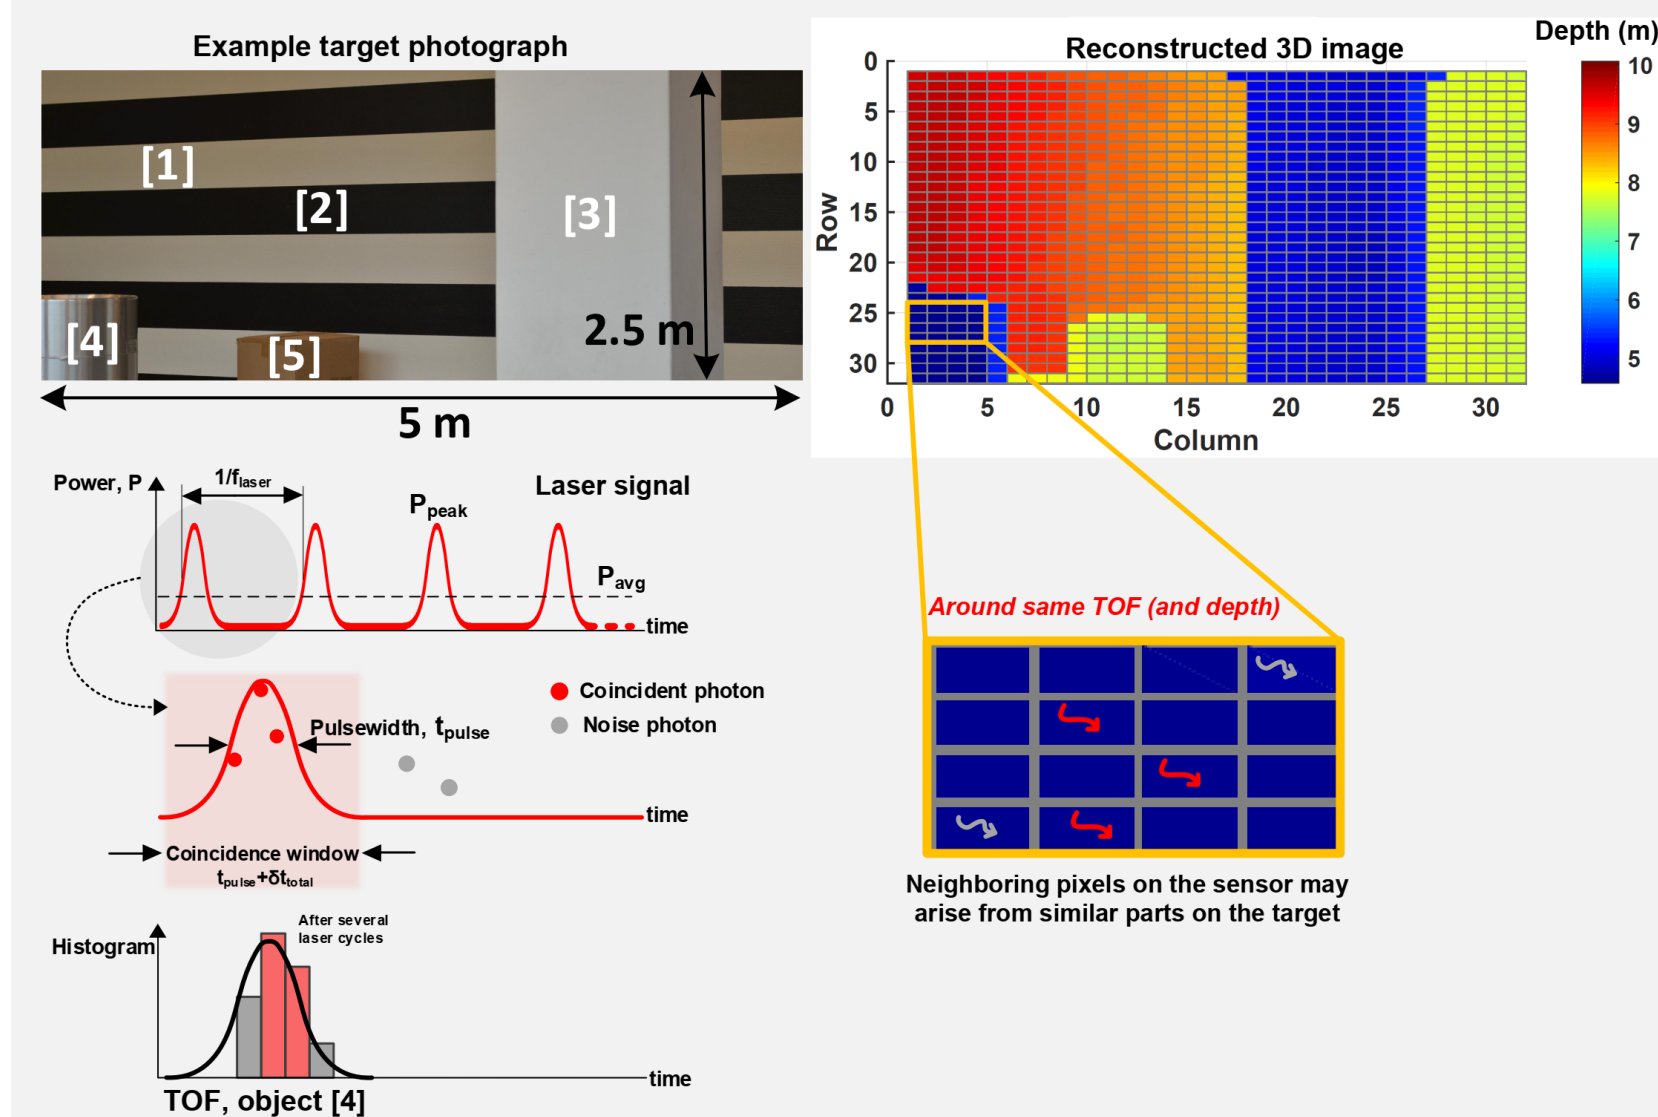 Example target photograph
[1]
[2]
[3]
[4]
[5]
2.5 m
5 m
Reconstructed 3D image
Depth (m)
0
5
10
15
20
25
30
Row
0 5 10 15 20 25 30
Column
10
9
8
7
6
5
Power, P
1/flaser
Ppeak
Laser signal
Pavg
time
Coincident photon
Noise photon
Pulsewidth, tpulse
time
Coincidence window
tpulse+δttotal
Histogram
After several
laser cycles
time
TOF, object [4]
Around same TOF (and depth)
Neighboring pixels on the sensor may
arise from similar parts on the target